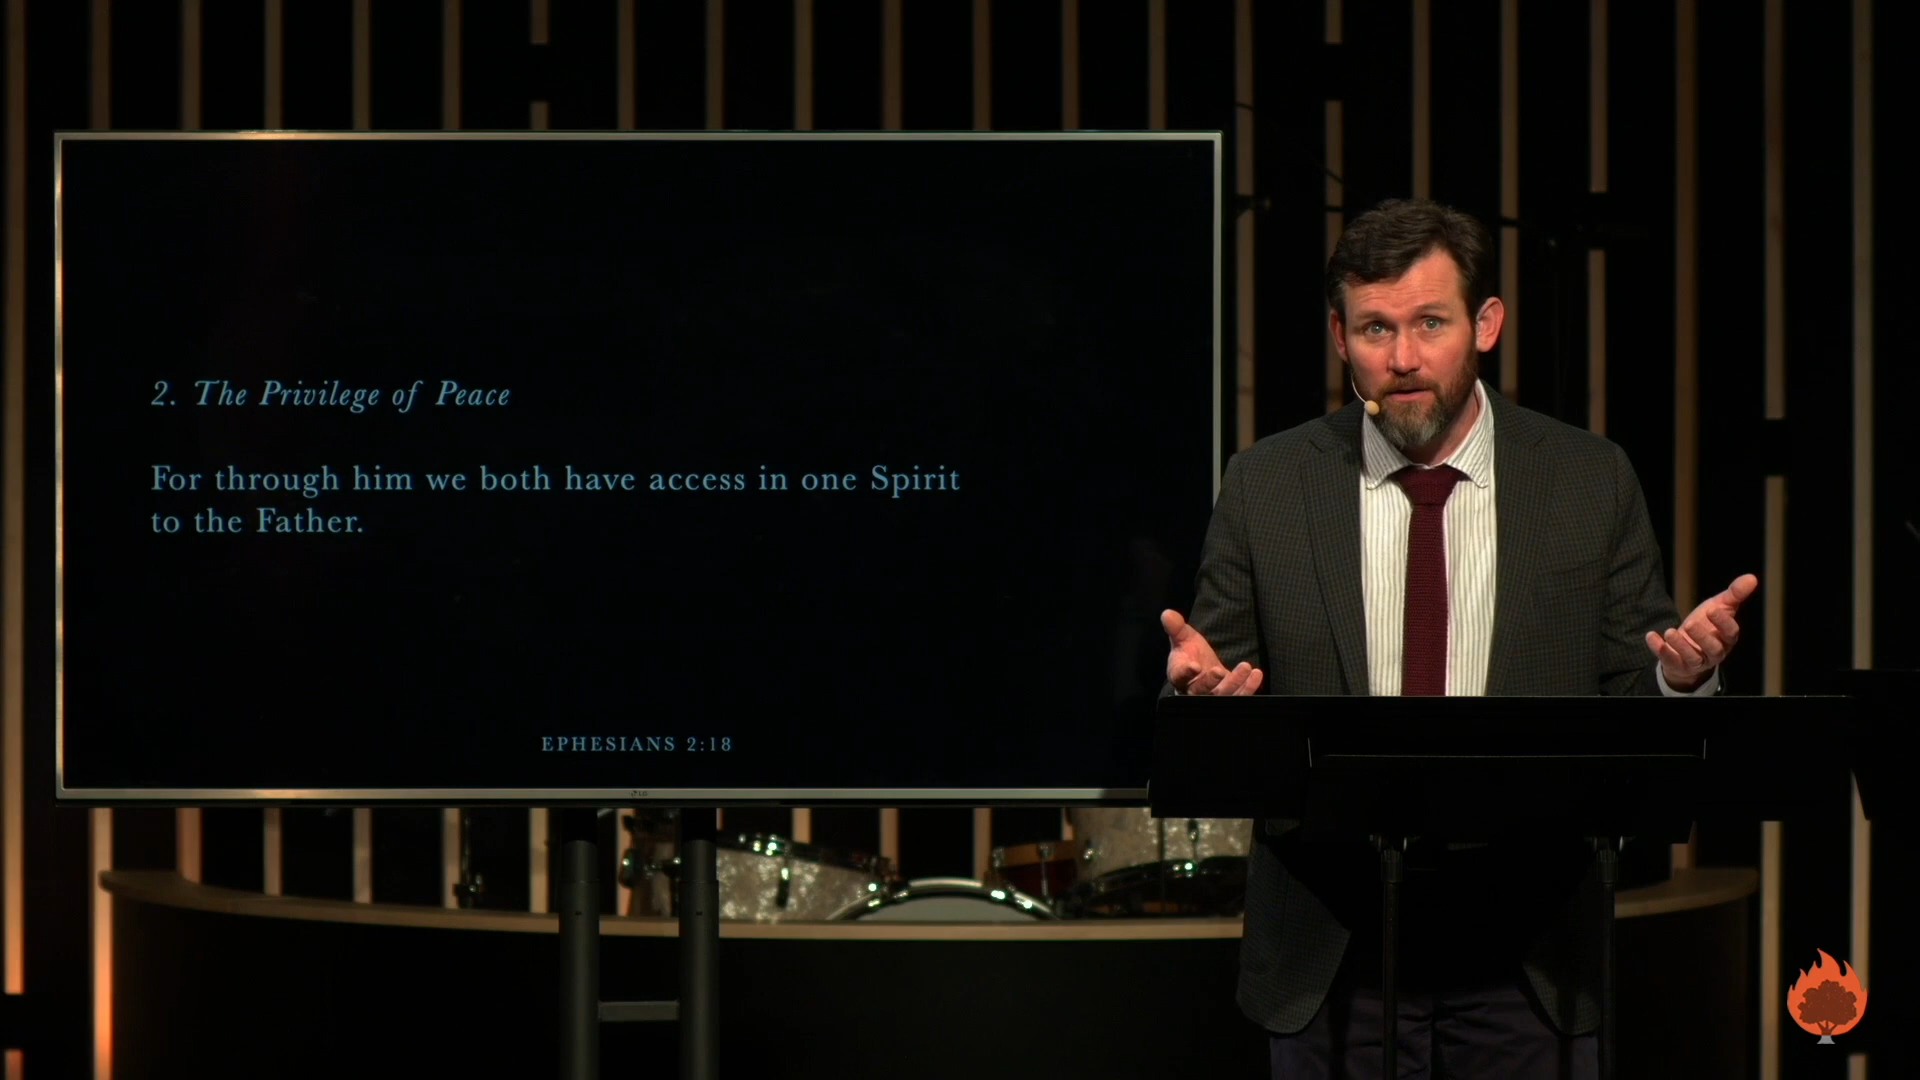 2. The Privilege of Peace
For through him we both have access in one Spirit
to the Father.
EPHESIANS 2:18
LG